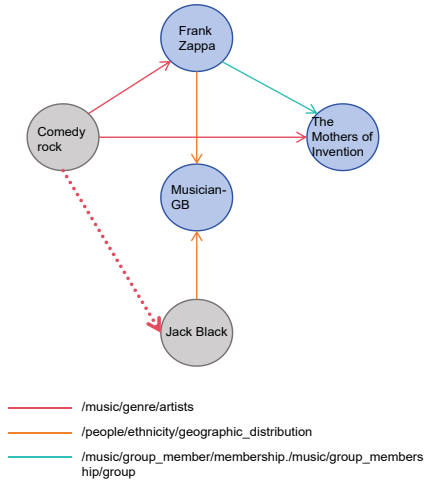 Frank
Zappa
Comedy
rock
The
Mothers of
Invention
Musician-
GB
Jack Black
/music/genre/artists
/people/ethnicity/geographic_distribution
/music/group_member/membership./music/group_members
hip/group